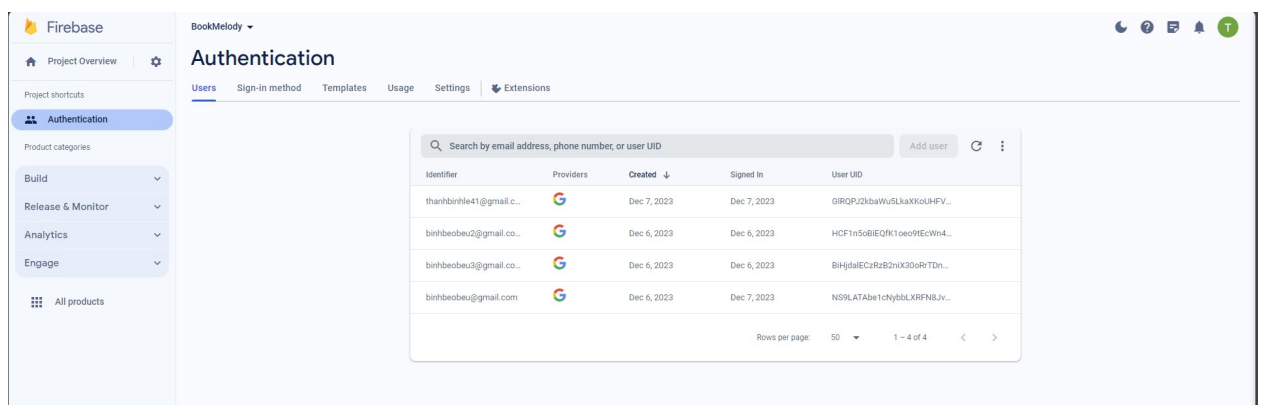 Firebase
BookMelody
T
Project Overview
Authentication
Users Sign-in method Templates Usage Settings Extensions
Project shortcuts
Authentication
Product categories
Build
Release & Monitor
Analytics
Engage
All products
Search by email address, phone number, or user UID Add user
Identifier Providers Created Signed In User UID
thanhbinhle41@gmail.c... Dec 7, 2023 Dec 7, 2023 GlRQPJ2kbaWu5LkaXKoUHFV...
binhbeobeu2@gmail.co... Dec 6, 2023 Dec 6, 2023 HCF1n5oBiEQfK1oeo9tEcWn4...
binhbeobeu3@gmail.co... Dec 6, 2023 Dec 6, 2023 BiHjdalECzRzB2niX30oRrTDn...
binhbeobeu@gmail.com Dec 6, 2023 Dec 7, 2023 NS9LATAbe1cNybbLXRFN8Jv...
Rows per page: 50 1 – 4 of 4